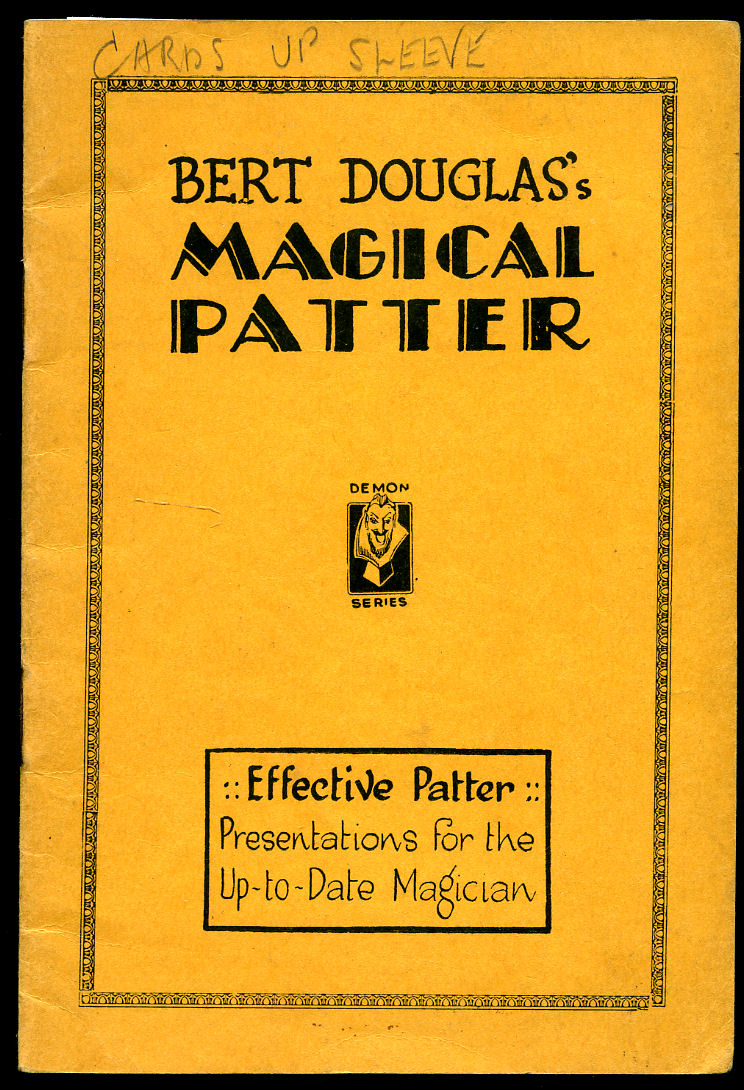 CARDS UP SLEEVE
BERT DOUGLAS's
MAGICAL
PATTER
DEMON
SERIES
:: Effective Patter ::
Presentations for the
Up-to-Date Magician